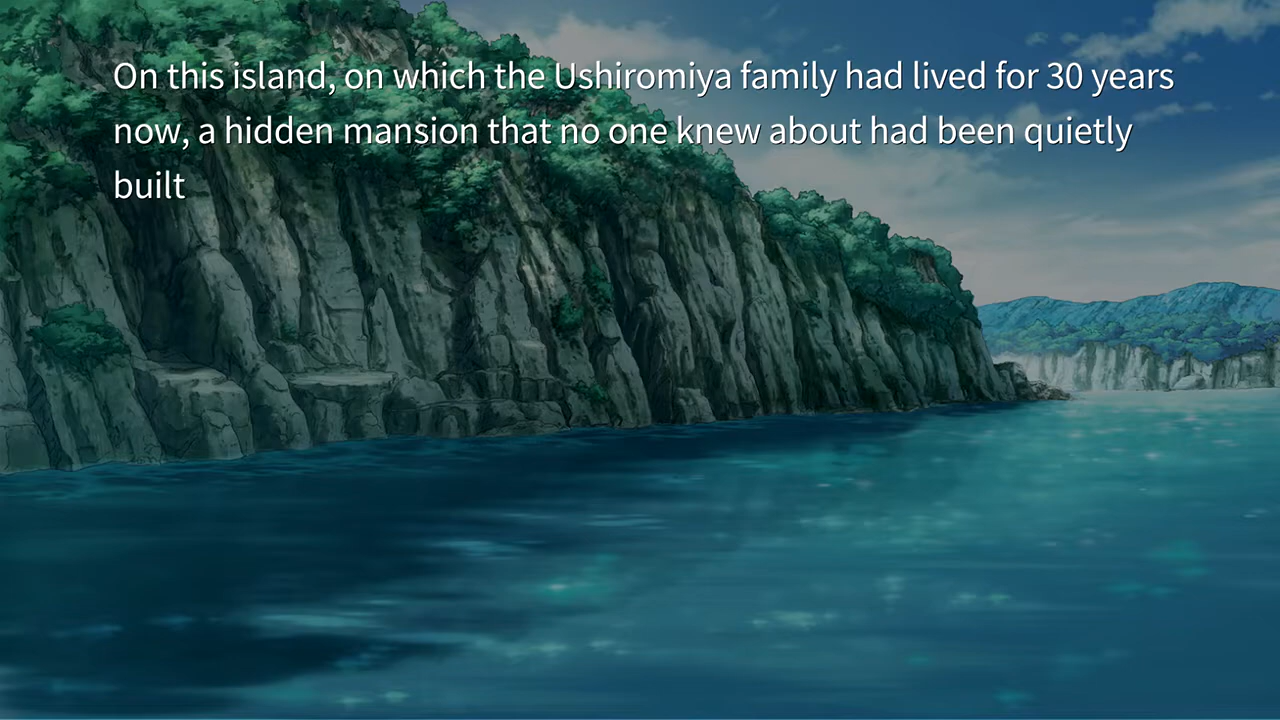 On this island, on which the Ushiromiya family had lived for 30 years
now, a hidden mansion that no one knew about had been quietly
built